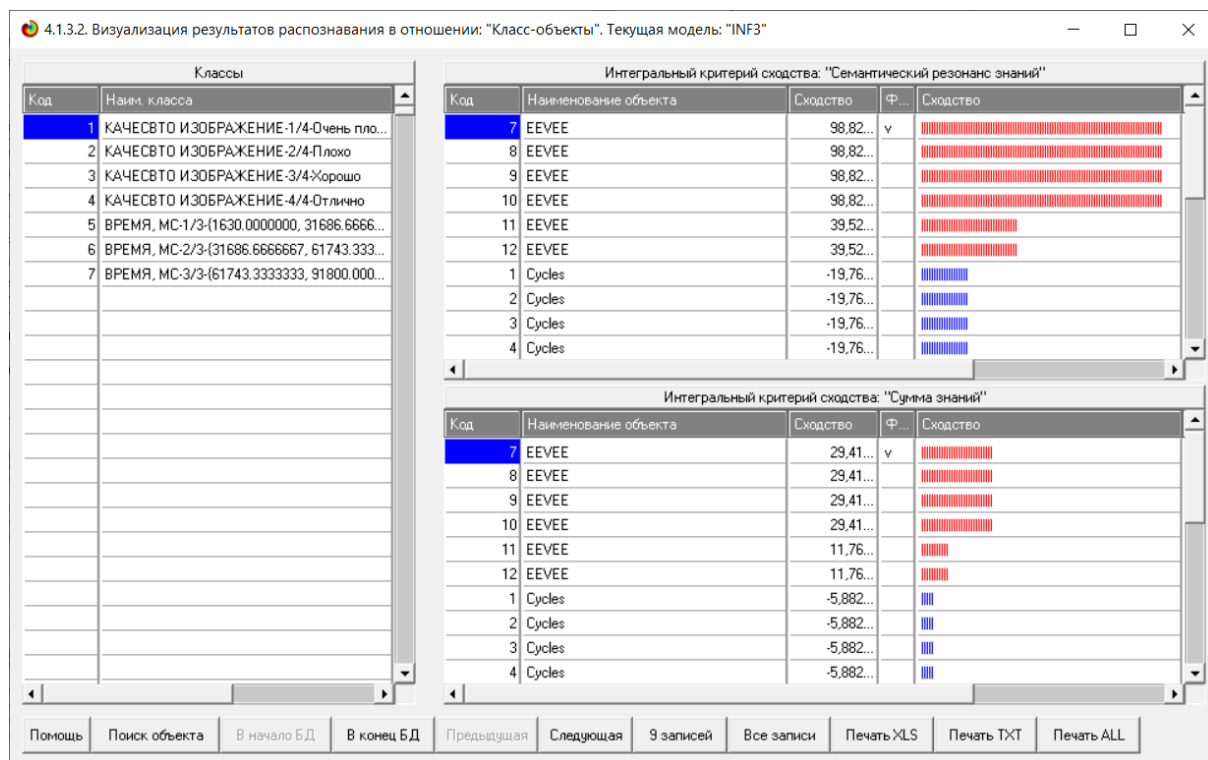 4.1.3.2. Визуализация результатов распознавания в отношении: "Класс-объекты". Текущая модель: "INF3"
Классы
Код Наим. класса
1 КАЧЕСВТО ИЗОБРАЖЕНИЕ-1/4-Очень пло...
2 КАЧЕСВТО ИЗОБРАЖЕНИЕ-2/4-Плохо
3 КАЧЕСВТО ИЗОБРАЖЕНИЕ-3/4-Хорошо
4 КАЧЕСВТО ИЗОБРАЖЕНИЕ-4/4-Отлично
5 ВРЕМЯ, МС-1/3-{1630.0000000, 31686.6666...
6 ВРЕМЯ, МС-2/3-{31686.6666667, 61743.333...
7 ВРЕМЯ, МС-3/3-{61743.3333333, 91800.000...
Интегральный критерий сходства: "Семантический резонанс знаний"
Код Наименование объекта Сходство Ф... Сходство
7 EEVEE 98,82... v
8 EEVEE 98,82...
9 EEVEE 98,82...
10 EEVEE 98,82...
11 EEVEE 39,52...
12 EEVEE 39,52...
1 Cycles -19,76...
2 Cycles -19,76...
3 Cycles -19,76...
4 Cycles -19,76...
Интегральный критерий сходства: "Сумма знаний"
Код Наименование объекта Сходство Ф... Сходство
7 EEVEE 29,41... v
8 EEVEE 29,41...
9 EEVEE 29,41...
10 EEVEE 29,41...
11 EEVEE 11,76...
12 EEVEE 11,76...
1 Cycles -5,882...
2 Cycles -5,882...
3 Cycles -5,882...
4 Cycles -5,882...
Помощь Поиск объекта В начало БД В конец БД Предыдущая Следующая 9 записей Все записи Печать XLS Печать TXT Печать ALL